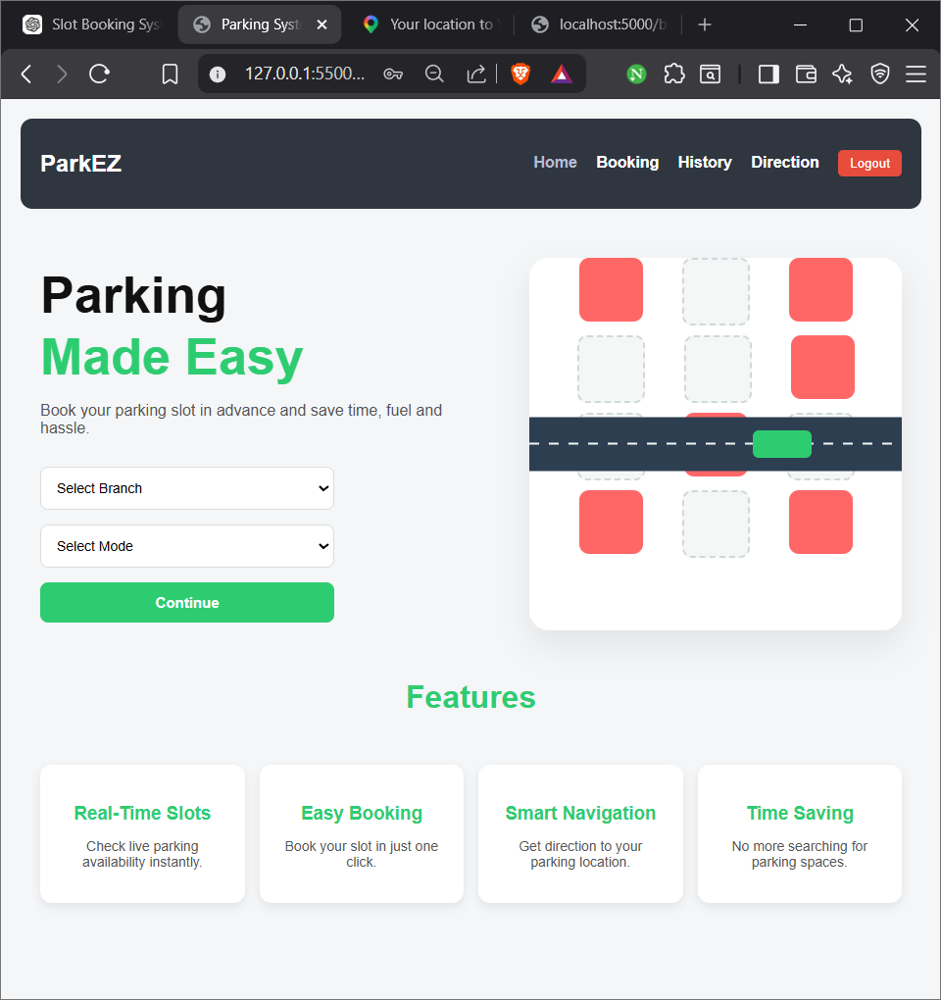 Slot Booking Sys
Parking Syst
Your location to
localhost:5000/b
127.0.0.1:5500...
N
ParkEZ
Home
Booking
History
Direction
Logout
Parking
Made Easy
Book your parking slot in advance and save time, fuel and
hassle.
Select Branch
Select Mode
Continue
Features
Real-Time Slots
Check live parking
availability instantly.
Easy Booking
Book your slot in just one
click.
Smart Navigation
Get direction to your
parking location.
Time Saving
No more searching for
parking spaces.